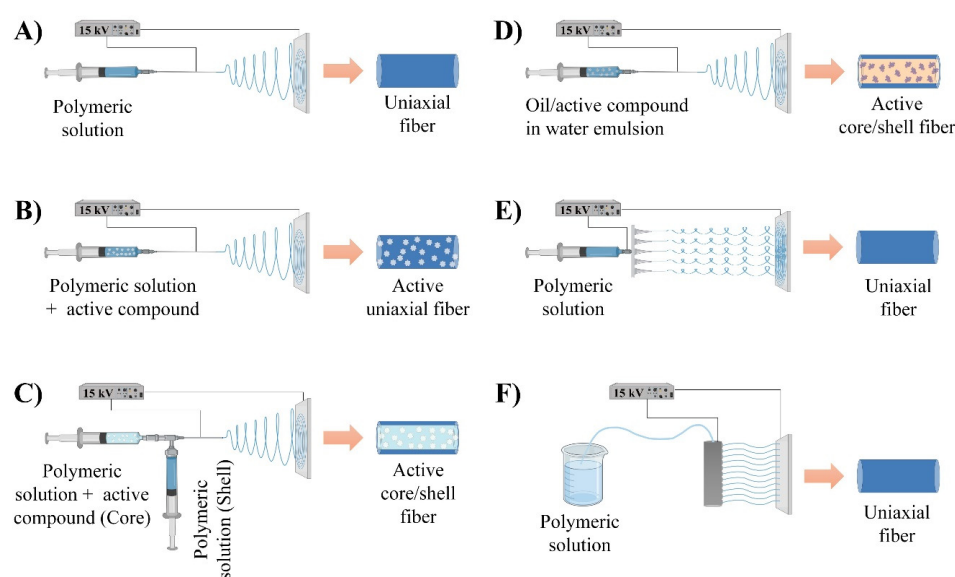 A)
15 kV
Polymeric
solution
Uniaxial
fiber
B)
15 kV
Polymeric solution
+ active compound
Active
uniaxial fiber
C)
15 kV
Polymeric
solution + active
compound (Core)
Polymeric
solution (Shell)
Active
core/shell
fiber
D)
15 kV
Oil/active compound
in water emulsion
Active
core/shell fiber
E)
15 kV
Polymeric
solution
Uniaxial
fiber
F)
15 kV
Polymeric
solution
Uniaxial
fiber